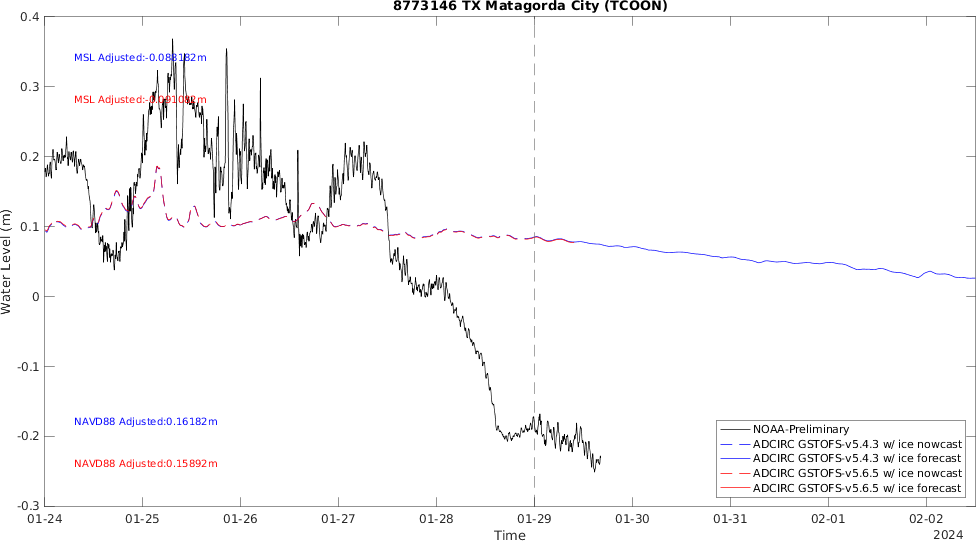 8773146 TX Matagorda City (TCOON)
0.4
0.3
0.2
0.1
0
-0.1
-0.2
-0.3
Water Level (m)
MSL Adjusted:-0.088182m
MSL Adjusted:-0.091082m
NAVD88 Adjusted:0.16182m
NAVD88 Adjusted:0.15892m
NOAA-Preliminary
ADCIRC GSTOFS-v5.4.3 w/ ice nowcast
ADCIRC GSTOFS-v5.4.3 w/ ice forecast
ADCIRC GSTOFS-v5.6.5 w/ ice nowcast
ADCIRC GSTOFS-v5.6.5 w/ ice forecast
01-24 01-25 01-26 01-27 01-28 01-29 01-30 01-31 02-01 02-02
Time
2024